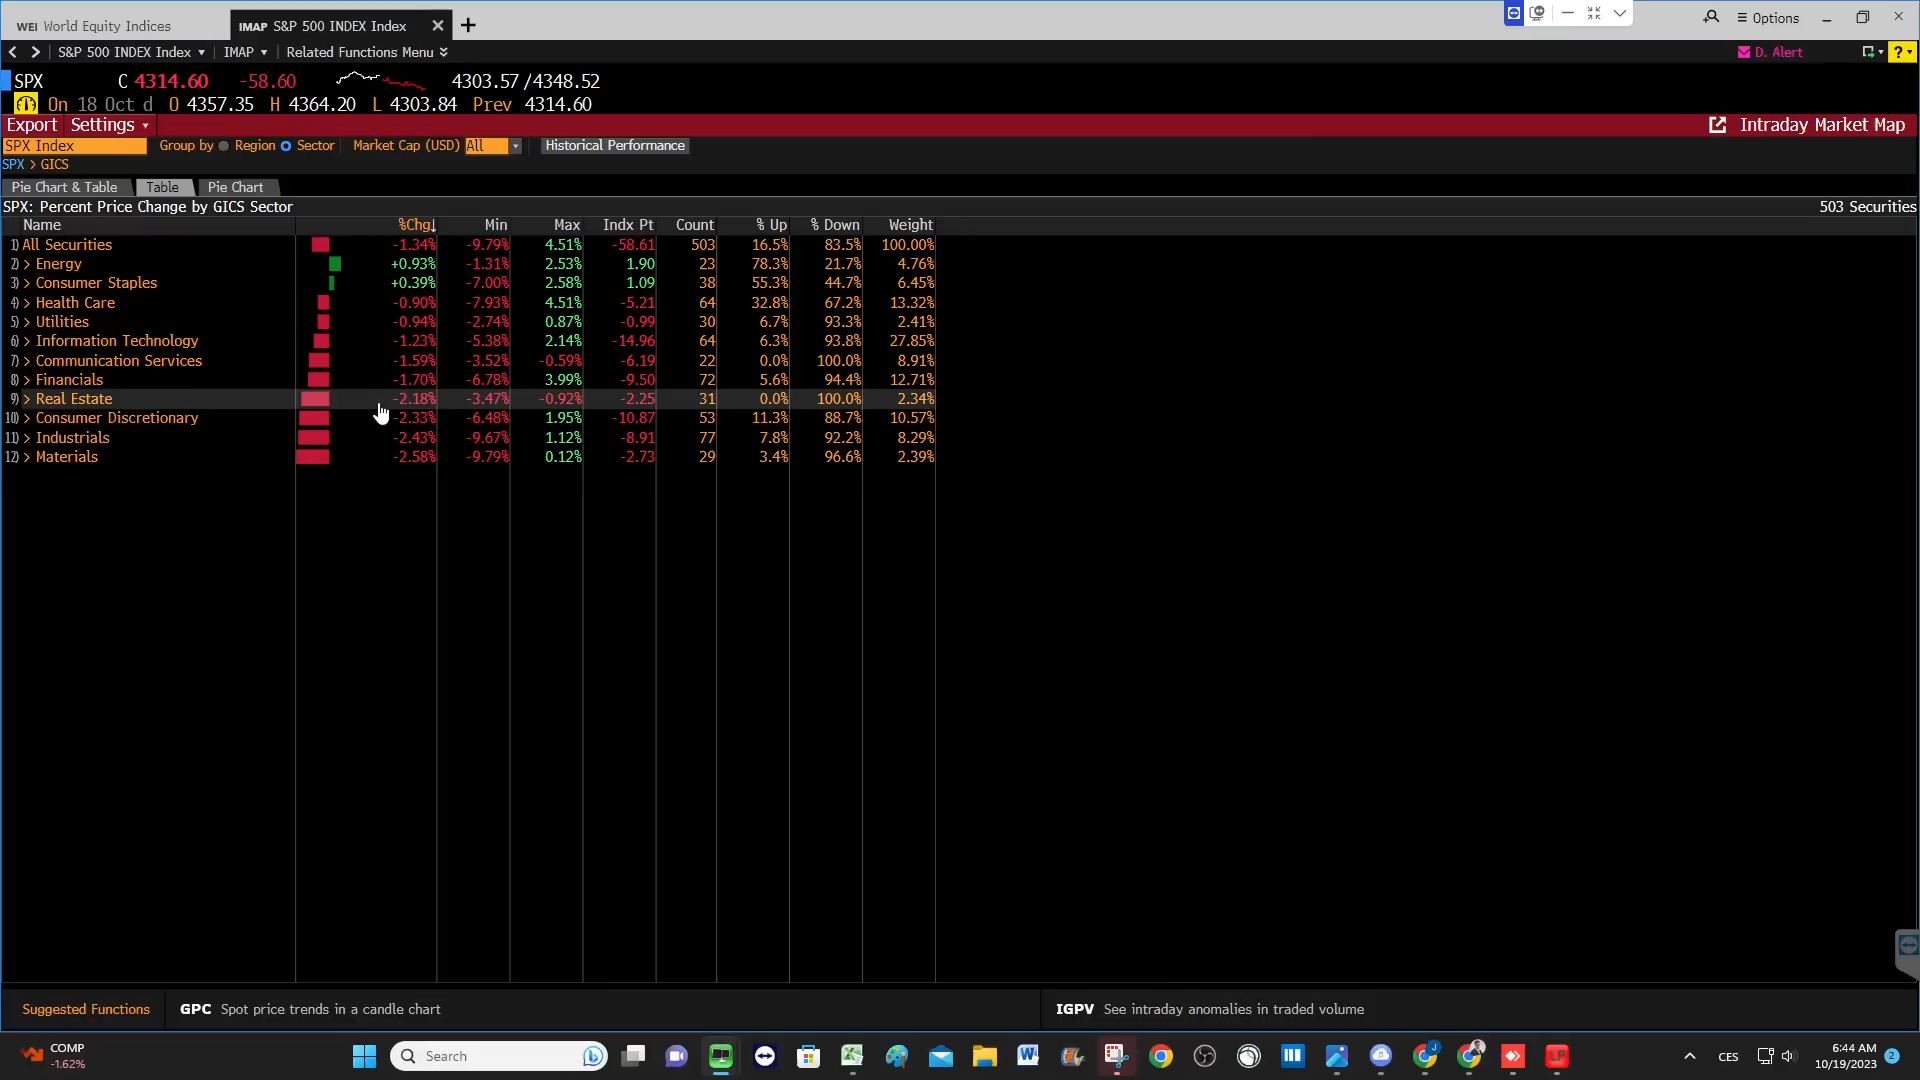 WEI World Equity Indices
IMAP S&P 500 INDEX Index
Options
S&P 500 INDEX Index IMAP Related Functions Menu D. Alert ?
SPX C 4314.60 -58.60 4303.57 /4348.52
On 18 Oct d O 4357.35 H 4364.20 L 4303.84 Prev 4314.60
Export Settings Intraday Market Map
SPX Index Group by Region Sector Market Cap (USD) All Historical Performance
SPX > GICS
Pie Chart & Table Table Pie Chart
SPX: Percent Price Change by GICS Sector 503 Securities
Name %Chg↓ Min Max Indx Pt Count % Up % Down Weight
1) All Securities -1.34% -9.79% 4.51% -58.61 503 16.5% 83.5% 100.00%
2) > Energy +0.93% -1.31% 2.53% 1.90 23 78.3% 21.7% 4.76%
3) > Consumer Staples +0.39% -7.00% 2.58% 1.09 38 55.3% 44.7% 6.45%
4) > Health Care -0.90% -7.93% 4.51% -5.21 64 32.8% 67.2% 13.32%
5) > Utilities -0.94% -2.74% 0.87% -0.99 30 6.7% 93.3% 2.41%
6) > Information Technology -1.23% -5.38% 2.14% -14.96 64 6.3% 93.8% 27.85%
7) > Communication Services -1.59% -3.52% -0.59% -6.19 22 0.0% 100.0% 8.91%
8) > Financials -1.70% -6.78% 3.99% -9.50 72 5.6% 94.4% 12.71%
9) > Real Estate -2.18% -3.47% -0.92% -2.25 31 0.0% 100.0% 2.34%
10) > Consumer Discretionary -2.33% -6.48% 1.95% -10.87 53 11.3% 88.7% 10.57%
11) > Industrials -2.43% -9.67% 1.12% -8.91 77 7.8% 92.2% 8.29%
12) > Materials -2.58% -9.79% 0.12% -2.73 29 3.4% 96.6% 2.39%
Suggested Functions GPC Spot price trends in a candle chart IGPV See intraday anomalies in traded volume
COMP
-1.62%
Search
CES
6:44 AM
10/19/2023
2